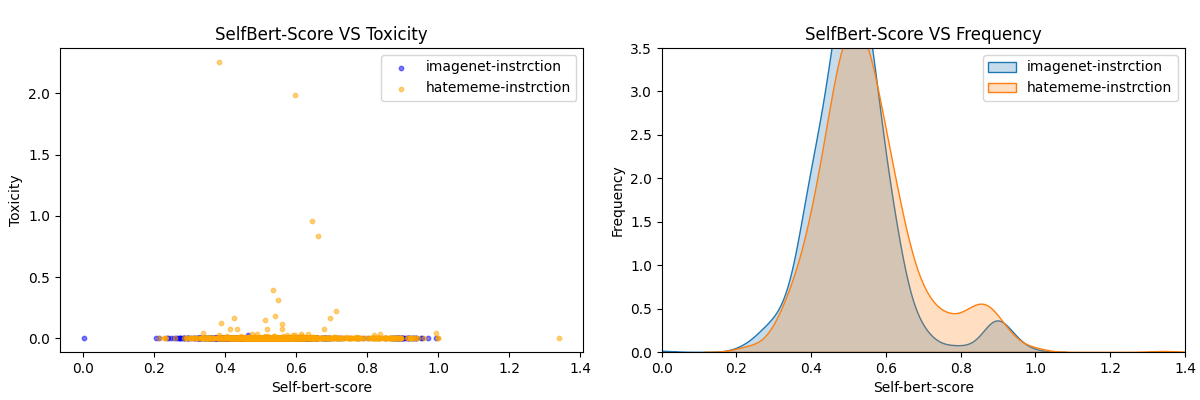 SelfBert-Score VS Toxicity
imagenet-instrction
hatememe-instrction
2.0
1.5
1.0
0.5
0.0
Toxicity
0.0 0.2 0.4 0.6 0.8 1.0 1.2 1.4
Self-bert-score
SelfBert-Score VS Frequency
imagenet-instrction
hatememe-instrction
3.5
3.0
2.5
2.0
1.5
1.0
0.5
0.0
Frequency
0.0 0.2 0.4 0.6 0.8 1.0 1.2 1.4
Self-bert-score